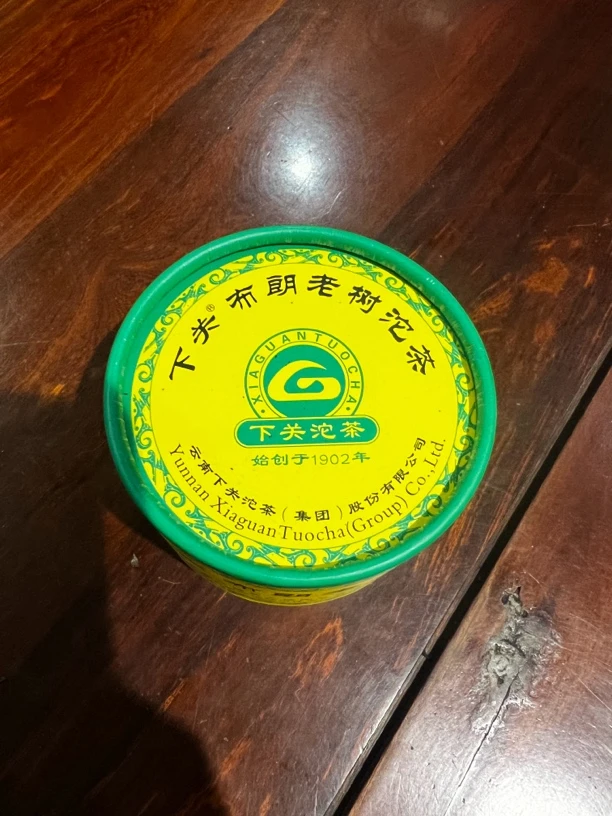 下关®布朗老树沱茶
·XIAGUANTUOCHA·
下关沱茶
始创于1902年
云南下关沱茶（集团）股份有限公司
Yunnan XiaguanTuocha(Group)Co.,Ltd.